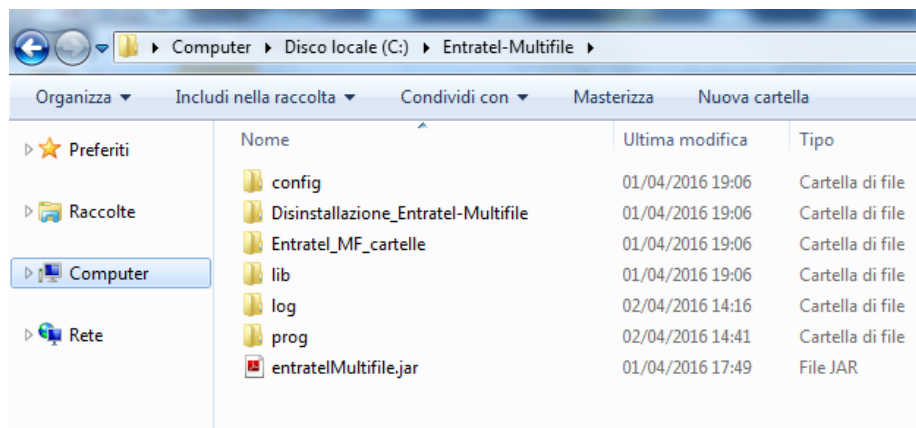 Computer Disco locale (C:) Entratel-Multifile
Organizza Includi nella raccolta Condividi con Masterizza Nuova cartella
Nome Ultima modifica Tipo
Preferiti
Raccolte
Computer
Rete
config 01/04/2016 19:06 Cartella di file
Disinstallazione_Entratel-Multifile 01/04/2016 19:06 Cartella di file
Entratel_MF_cartelle 01/04/2016 19:06 Cartella di file
lib 01/04/2016 19:06 Cartella di file
log 02/04/2016 14:16 Cartella di file
prog 02/04/2016 14:41 Cartella di file
entratelMultifile.jar 01/04/2016 17:49 File JAR